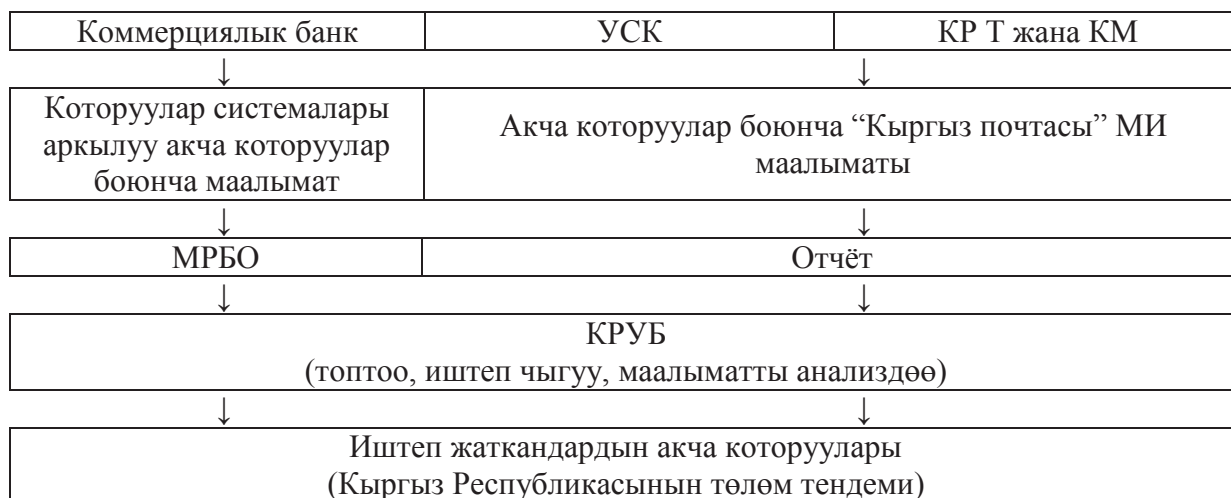 Коммерциялык банк УСК КР Т жана КМ
↓ ↓
Которуулар системалары
аркылуу акча которуулар
боюнча маалымат
Акча которуулар боюнча “Кыргыз почтасы” МИ
маалыматы
↓ ↓
МРБО Отчёт
↓ ↓
КРУБ
(топтоо, иштеп чыгуу, маалыматты анализдөө)
↓ ↓
Иштеп жаткандардын акча которуулары
(Кыргыз Республикасынын төлөм тендеми)